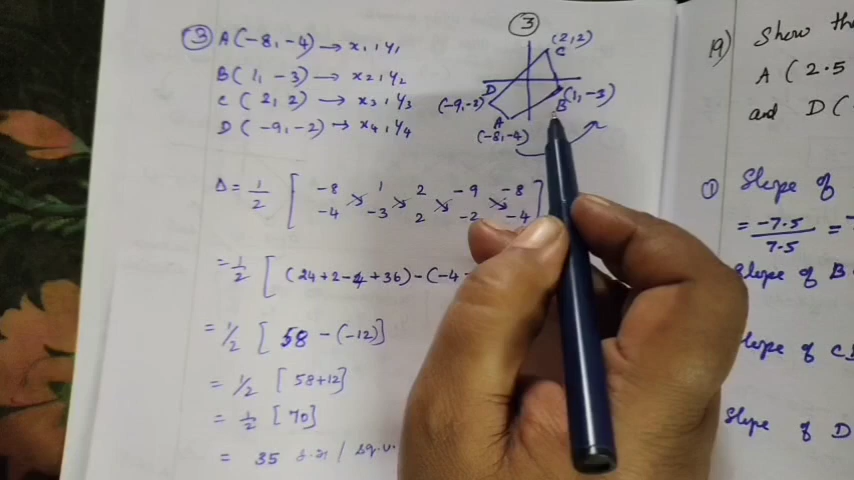 ③ A(-8,-4) → x₁, y₁
B(1,-3) → x₂, y₂
C(2,2) → x₃, y₃
D(-9,-2) → x₄, y₄
③
(2,2)
C
D
(1,-3)
B
A
(-8,-4)
Δ = 1/2 [ -8 1 2 -9 -8 ]
-4 -3 2 -2 -4
= 1/2 [ (24+2-4+36)-(-4-
= 1/2 [ 58 - (-12)]
= 1/2 [ 58+12]
= 1/2 [ 70]
= 35 / sq.u.
19) Show
A (2.5
and D (
① Slope of
= -7.5/7.5 =
Slope of B
Slope of C
Slope of D